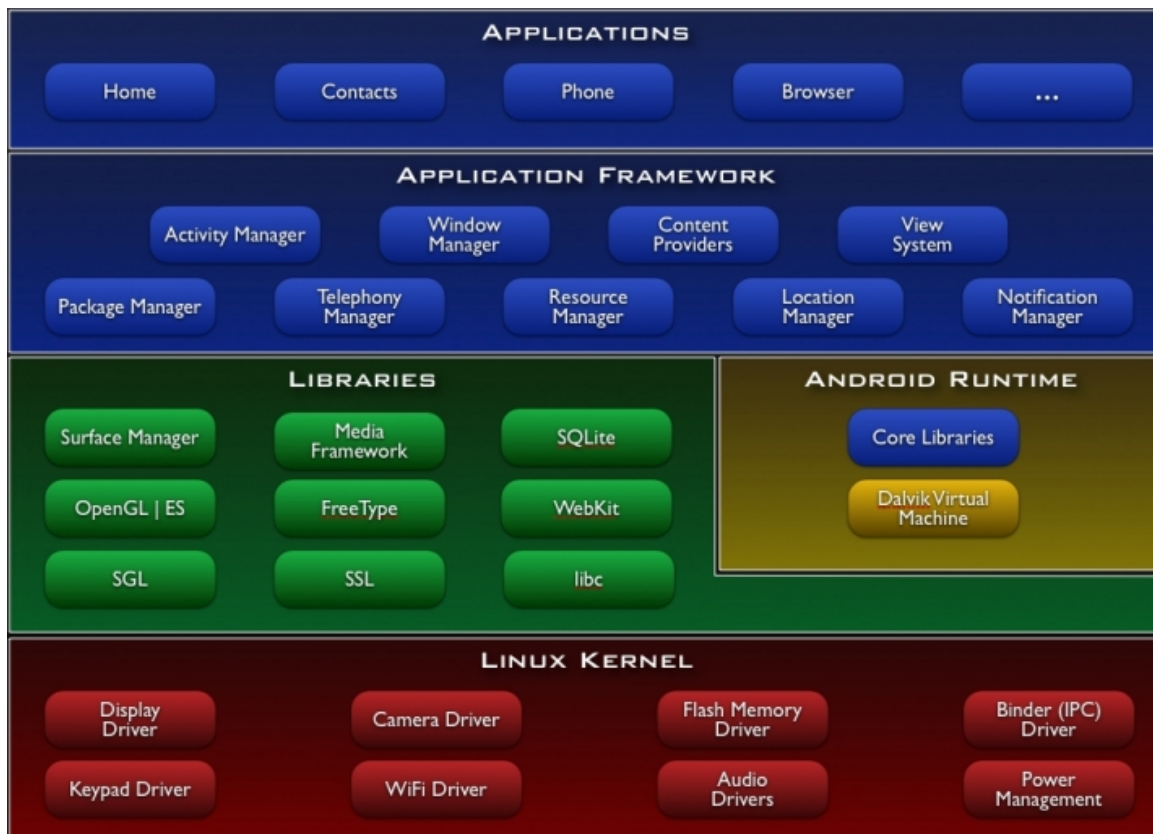 APPLICATIONS
Home
Contacts
Phone
Browser
...
APPLICATION FRAMEWORK
Activity Manager
Window
Manager
Content
Providers
View
System
Package Manager
Telephony
Manager
Resource
Manager
Location
Manager
Notification
Manager
LIBRARIES
Surface Manager
Media
Framework
SQLite
OpenGL | ES
FreeType
WebKit
SGL
SSL
libc
ANDROID RUNTIME
Core Libraries
Dalvik Virtual
Machine
LINUX KERNEL
Display
Driver
Camera Driver
Flash Memory
Driver
Binder (IPC)
Driver
Keypad Driver
WiFi Driver
Audio
Drivers
Power
Management